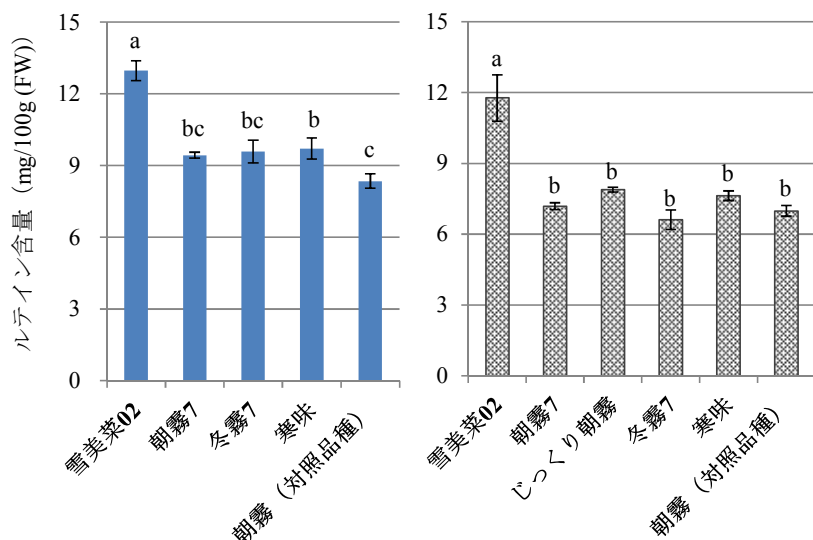 ルテイン含量（mg/100g (FW)）
15
12
9
6
3
0
a
bc
bc
b
c
雪美菜02
朝霧7
冬霧7
寒味
朝霧（対照品種）
15
12
9
6
3
0
a
b
b
b
b
b
雪美菜02
朝霧7
じっくり朝霧
冬霧7
寒味
朝霧（対照品種）